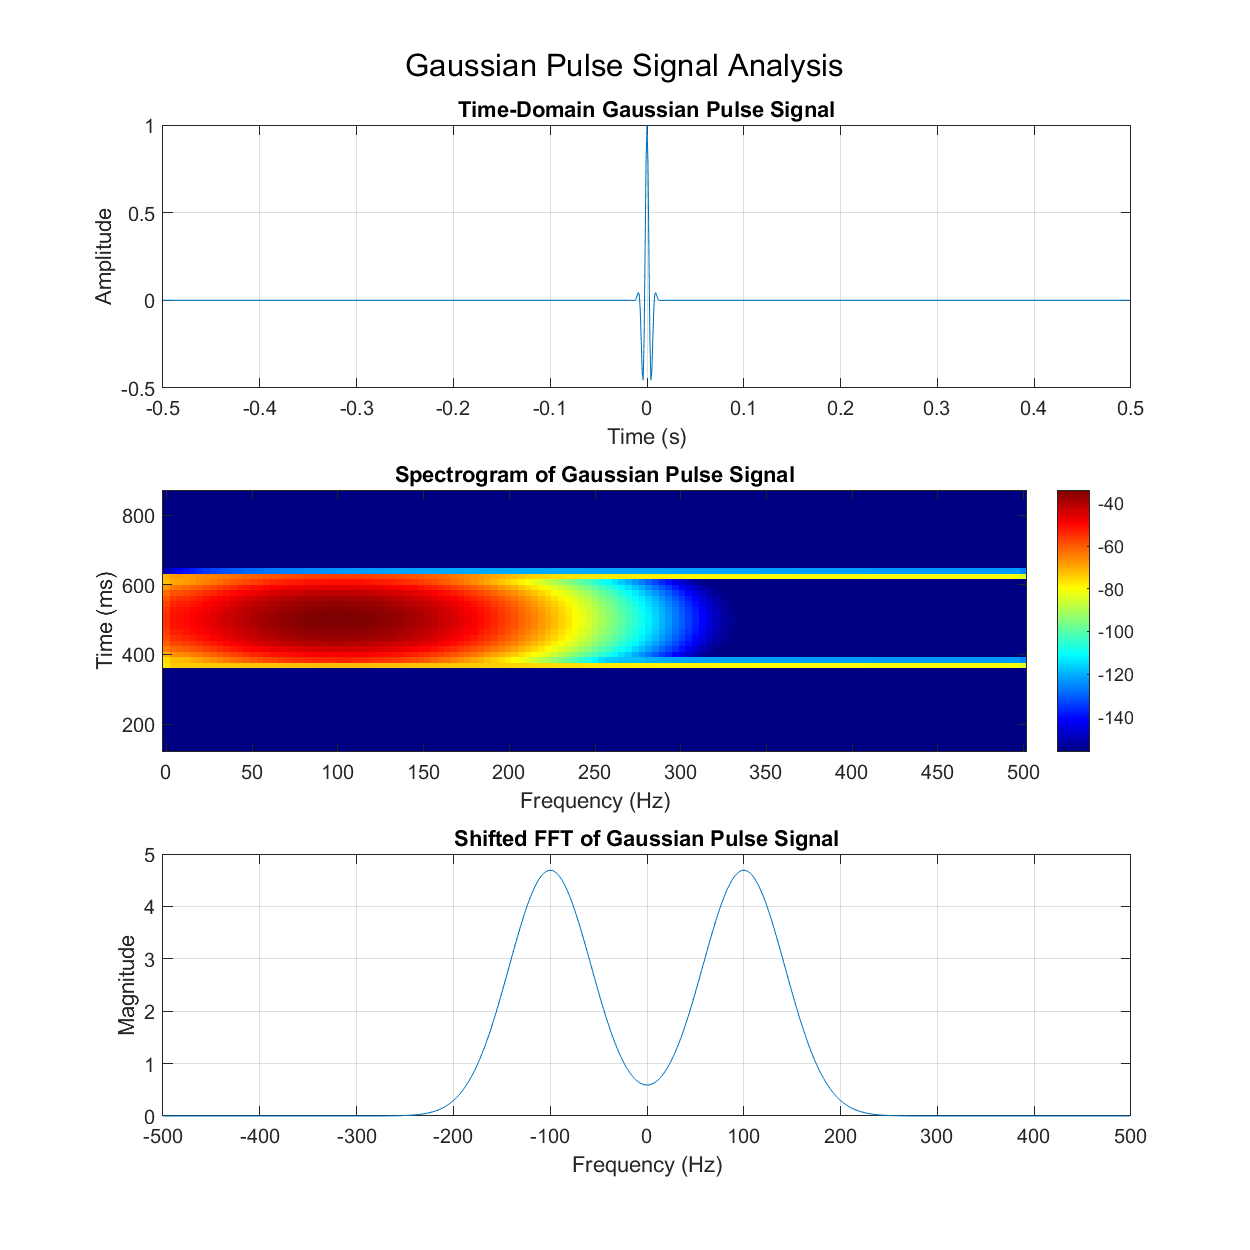 Gaussian Pulse Signal Analysis
Time-Domain Gaussian Pulse Signal
1
0.5
0
-0.5
Amplitude
-0.5 -0.4 -0.3 -0.2 -0.1 0 0.1 0.2 0.3 0.4 0.5
Time (s)
Spectrogram of Gaussian Pulse Signal
800
600
400
200
Time (ms)
-40
-60
-80
-100
-120
-140
0 50 100 150 200 250 300 350 400 450 500
Frequency (Hz)
Shifted FFT of Gaussian Pulse Signal
5
4
3
2
1
0
Magnitude
-500 -400 -300 -200 -100 0 100 200 300 400 500
Frequency (Hz)